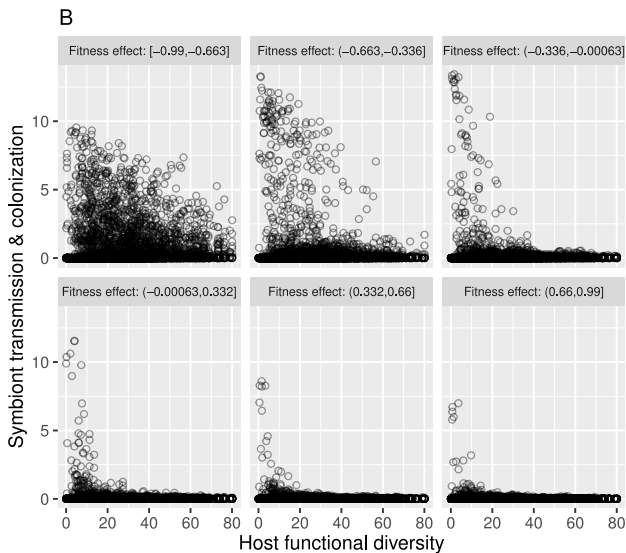 B
Fitness effect: [−0.99,−0.663]
Fitness effect: (−0.663,−0.336]
Fitness effect: (−0.336,−0.00063]
10
5
0
Fitness effect: (−0.00063,0.332]
Fitness effect: (0.332,0.66]
Fitness effect: (0.66,0.99]
10
5
0
0 20 40 60 80
0 20 40 60 80
0 20 40 60 80
Symbiont transmission & colonization
Host functional diversity